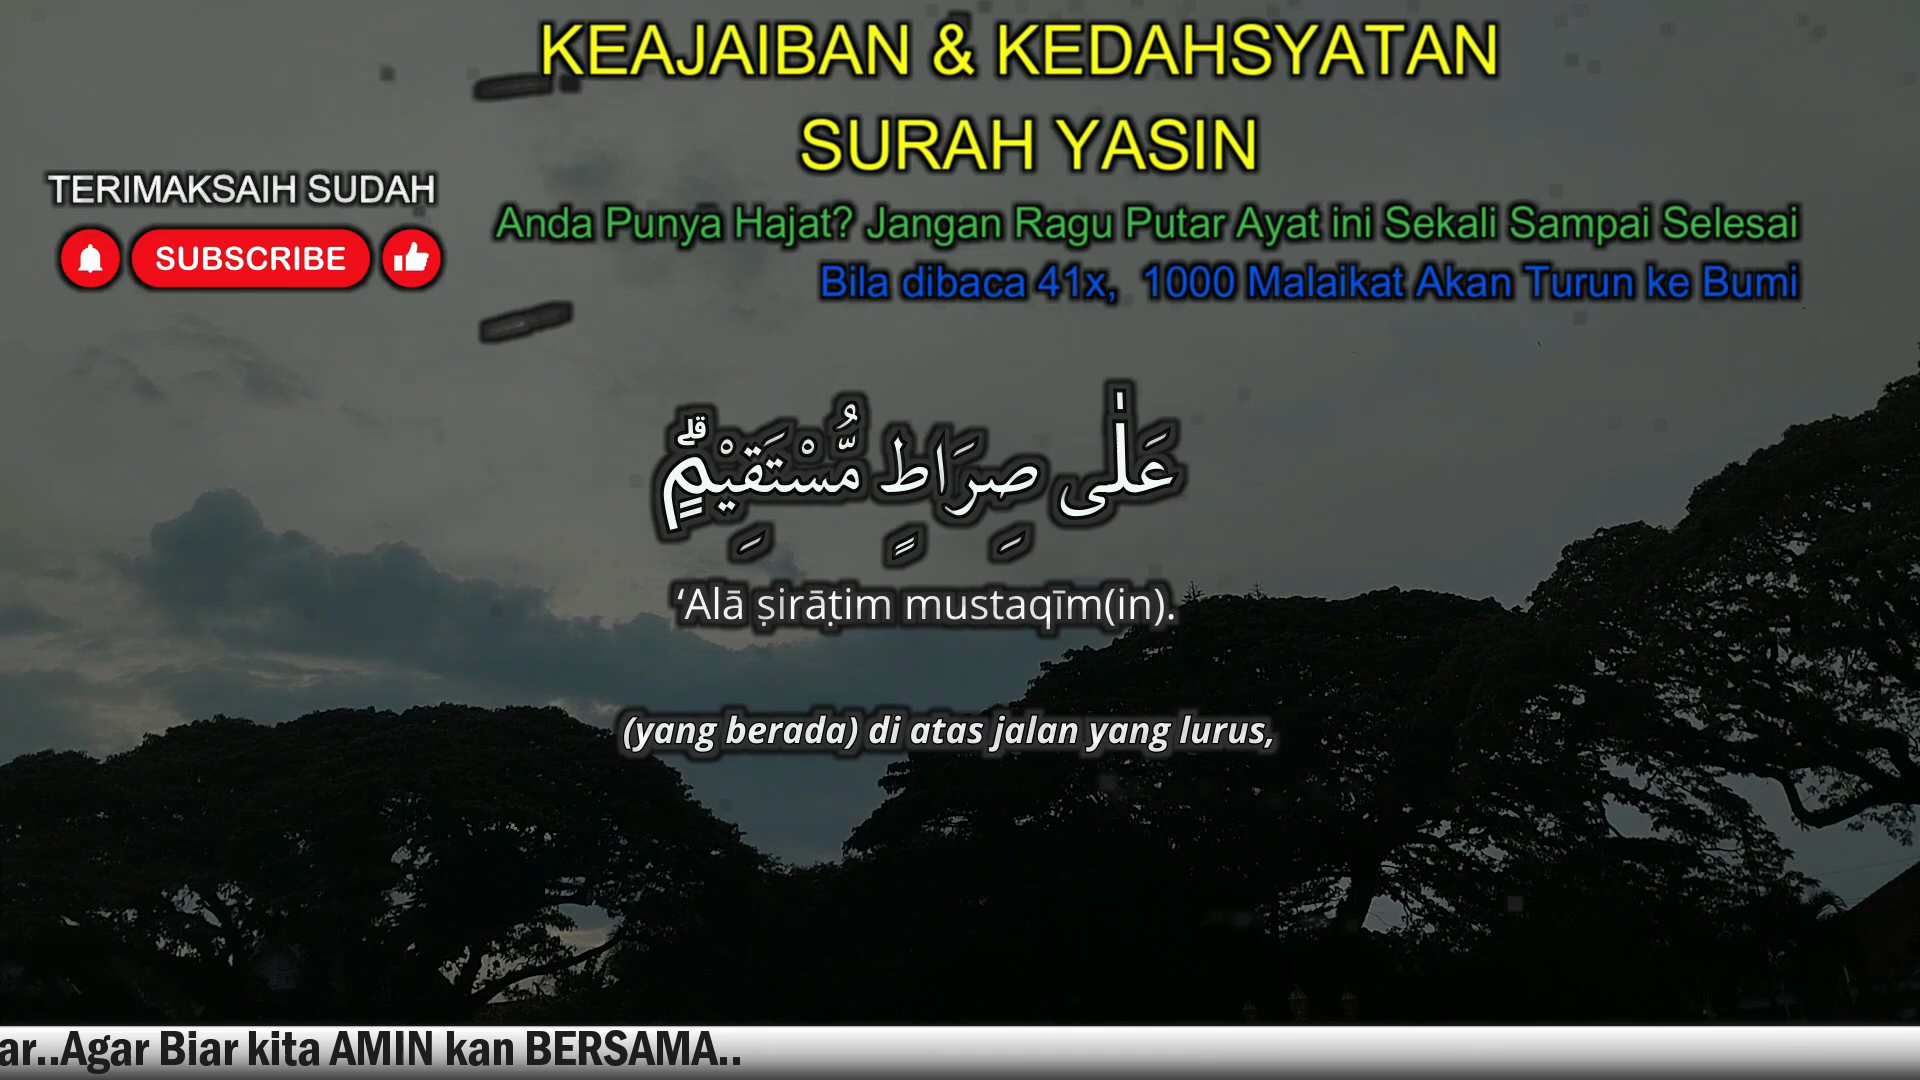 KEAJAIBAN & KEDAHSYATAN
SURAH YASIN
TERIMAKSAIH SUDAH
SUBSCRIBE
Anda Punya Hajat? Jangan Ragu Putar Ayat ini Sekali Sampai Selesai
Bila dibaca 41x, 1000 Malaikat Akan Turun ke Bumi
عَلٰى صِرَاطٍ مُّسْتَقِيْمٍۗ
‘Alā ṣirāṭim mustaqīm(in).
(yang berada) di atas jalan yang lurus,
ar..Agar Biar kita AMIN kan BERSAMA..